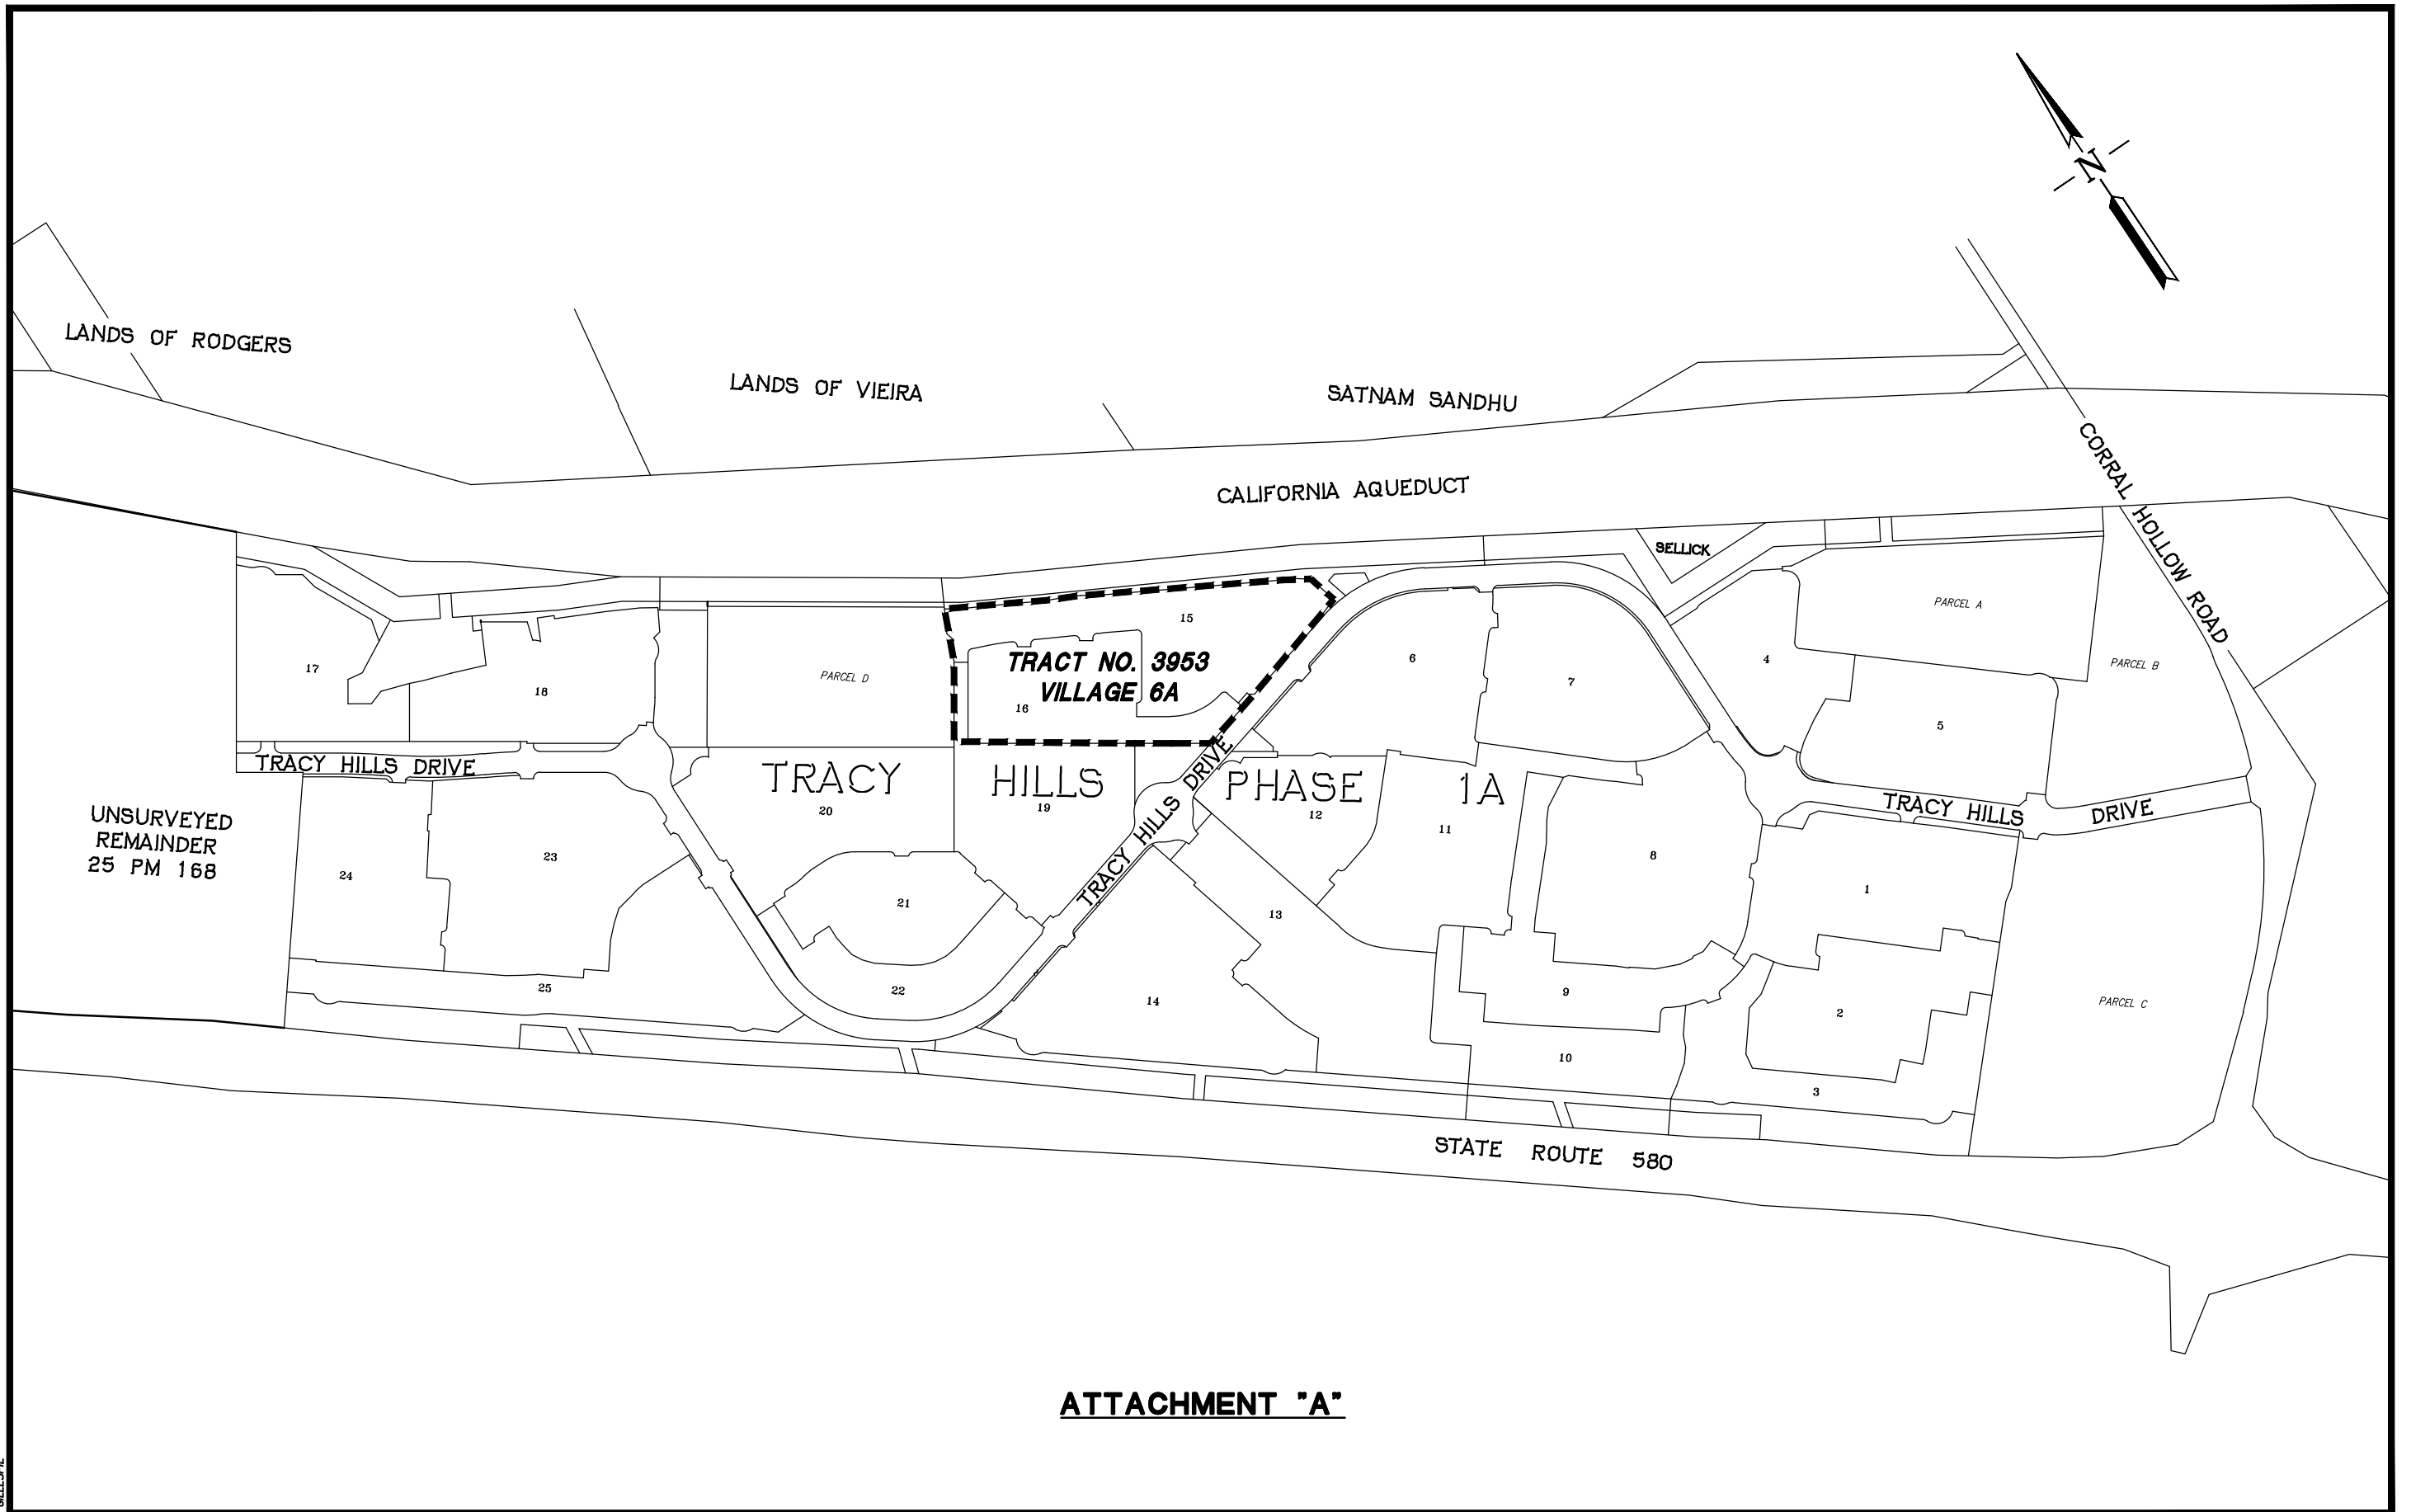 N
LANDS OF RODGERS
LANDS OF VIEIRA
SATNAM SANDHU
CORRAL HOLLOW ROAD
CALIFORNIA AQUEDUCT
SELLICK
PARCEL A
PARCEL B
15
TRACT NO. 3953
VILLAGE 6A
16
17
18
PARCEL D
6
7
4
5
TRACY HILLS DRIVE
TRACY HILLS PHASE 1A
TRACY HILLS DRIVE
TRACY HILLS DRIVE
20
19
12
11
8
1
UNSURVEYED
REMAINDER
25 PM 168
24
23
21
13
22
25
14
9
10
2
3
PARCEL C
STATE ROUTE 580
ATTACHMENT "A"